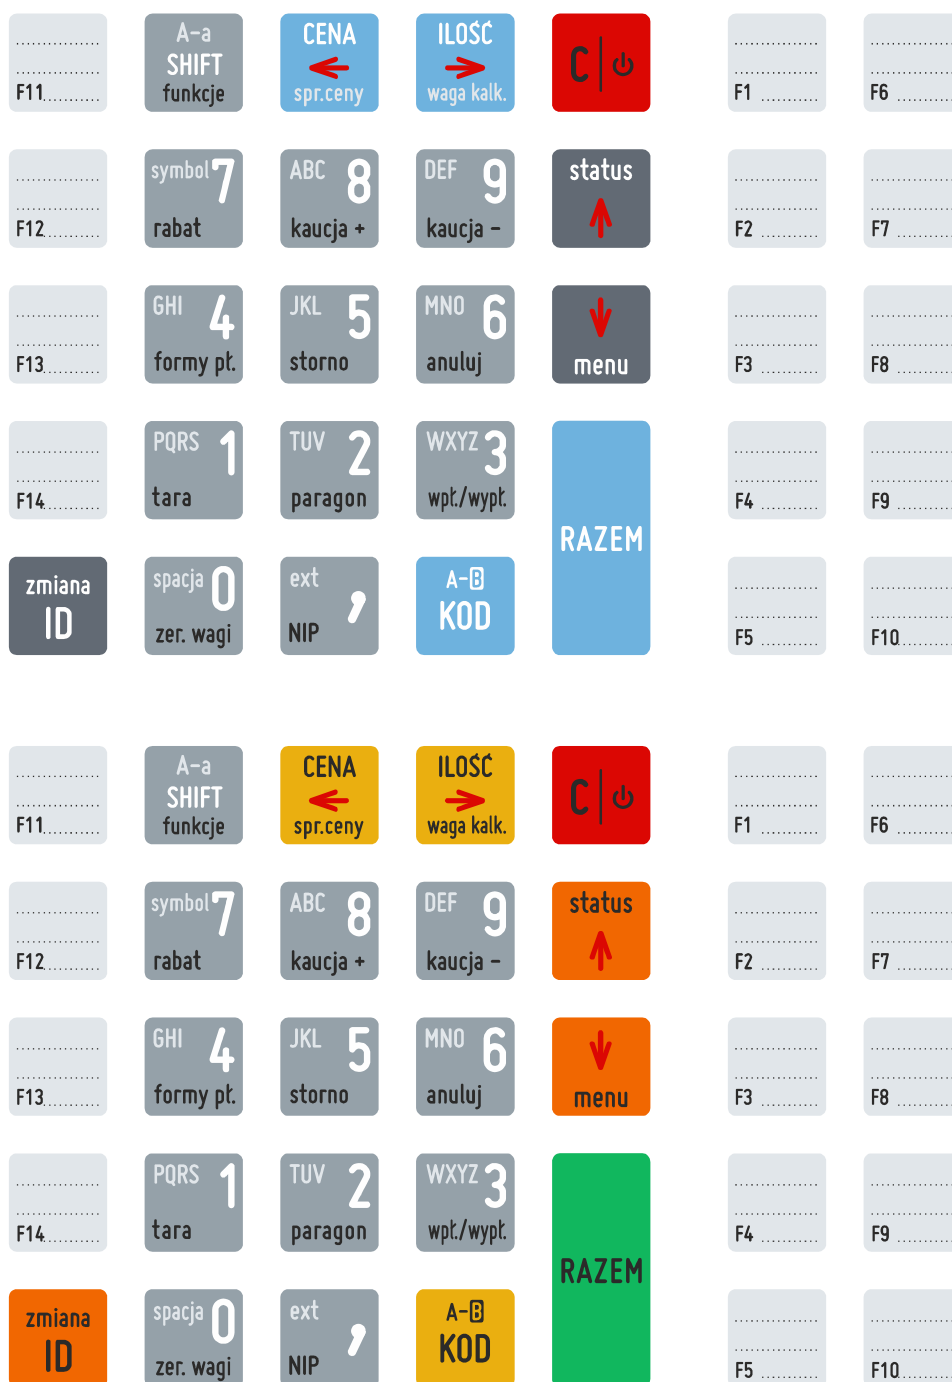 F11
A-a
SHIFT
funkcje
CENA
spr.ceny
ILOŚĆ
waga kalk.
C
F1
F6
F12
symbol 7
rabat
ABC 8
kaucja +
DEF 9
kaucja -
status
F2
F7
F13
GHI 4
formy pł.
JKL 5
storno
MNO 6
anuluj
menu
F3
F8
F14
PQRS 1
tara
TUV 2
paragon
WXYZ 3
wpł./wypł.
RAZEM
F4
F9
zmiana
ID
spacja 0
zer. wagi
ext ,
NIP
A-B
KOD
F5
F10
F11
A-a
SHIFT
funkcje
CENA
spr.ceny
ILOŚĆ
waga kalk.
C
F1
F6
F12
symbol 7
rabat
ABC 8
kaucja +
DEF 9
kaucja -
status
F2
F7
F13
GHI 4
formy pł.
JKL 5
storno
MNO 6
anuluj
menu
F3
F8
F14
PQRS 1
tara
TUV 2
paragon
WXYZ 3
wpł./wypł.
RAZEM
F4
F9
zmiana
ID
spacja 0
zer. wagi
ext ,
NIP
A-B
KOD
F5
F10